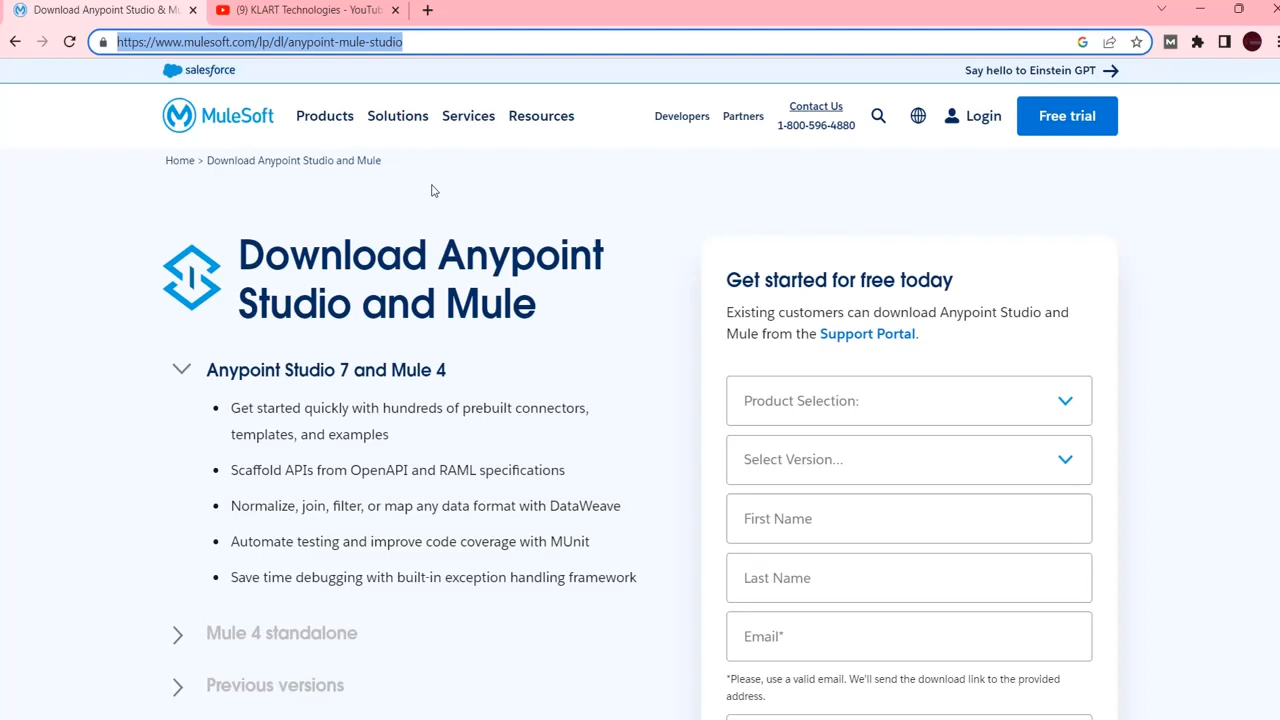 Download Anypoint Studio & Mu
(9) KLART Technologies - YouTub
https://www.mulesoft.com/lp/dl/anypoint-mule-studio
salesforce
Say hello to Einstein GPT
MuleSoft
Products
Solutions
Services
Resources
Developers
Partners
Contact Us
1-800-596-4880
Login
Free trial
Home > Download Anypoint Studio and Mule
Download Anypoint
Studio and Mule
Anypoint Studio 7 and Mule 4
Get started quickly with hundreds of prebuilt connectors,
templates, and examples
Scaffold APIs from OpenAPI and RAML specifications
Normalize, join, filter, or map any data format with DataWeave
Automate testing and improve code coverage with MUnit
Save time debugging with built-in exception handling framework
Mule 4 standalone
Previous versions
Get started for free today
Existing customers can download Anypoint Studio and
Mule from the Support Portal.
Product Selection:
Select Version...
First Name
Last Name
Email*
*Please, use a valid email. We'll send the download link to the provided
address.